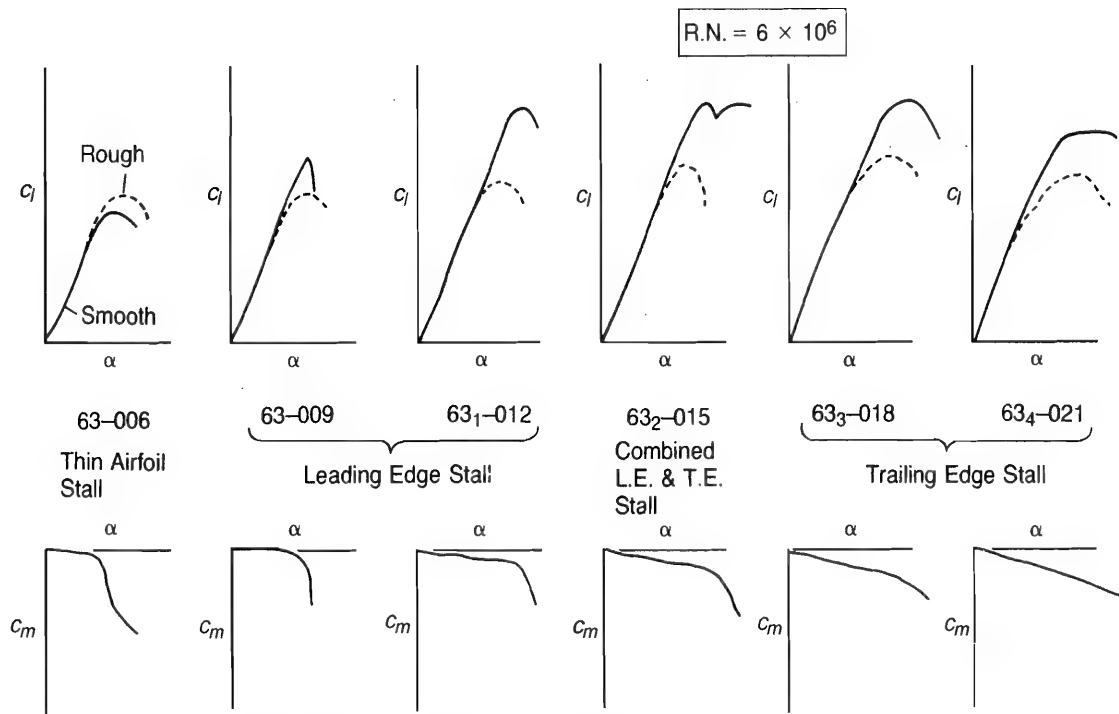 R.N. = 6 × 10⁶
Rough
Smooth
c_l
c_l
c_l
c_l
c_l
c_l
α
α
α
α
α
α
63–006
63–009
63₁–012
63₂–015
63₃–018
63₄–021
Thin Airfoil
Stall
Leading Edge Stall
Combined
L.E. & T.E.
Stall
Trailing Edge Stall
α
α
α
α
α
α
c_m
c_m
c_m
c_m
c_m
c_m